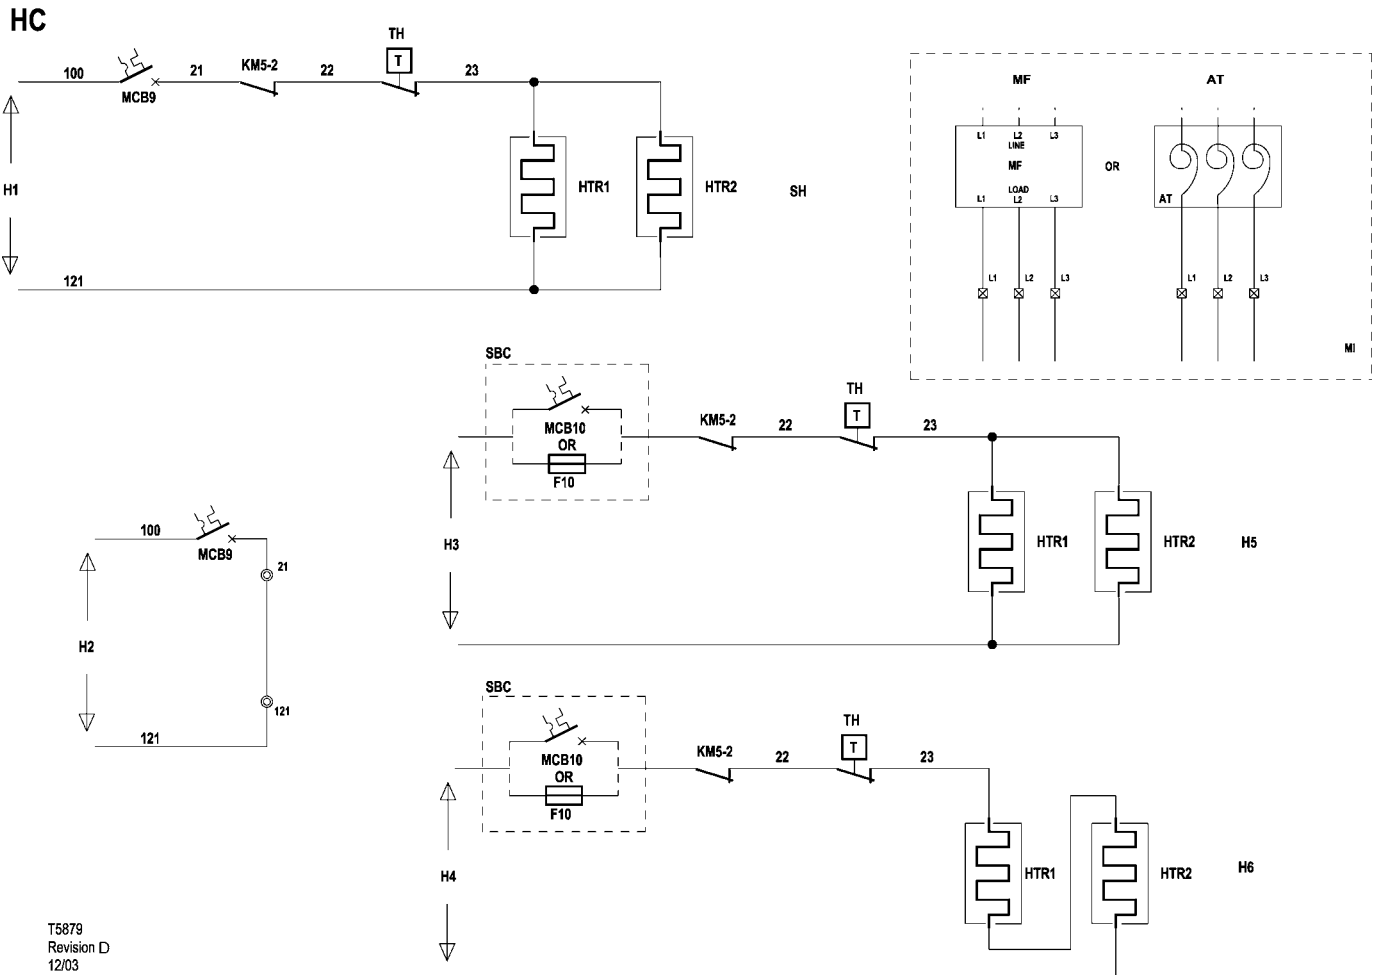 HC
TH
T
100
21
KM5-2
22
23
MCB9
H1
HTR1
HTR2
SH
121
MF
AT
L1 L2 L3
LINE
MF
LOAD
L1 L2 L3
OR
AT
L1 L2 L3
L1 L2 L3
MI
SBC
MCB10
OR
F10
KM5-2
22
TH
T
23
H3
HTR1
HTR2
H5
100
MCB9
21
H2
121
121
SBC
MCB10
OR
F10
KM5-2
22
TH
T
23
H4
HTR1
HTR2
H6
T5879
Revision D
12/03